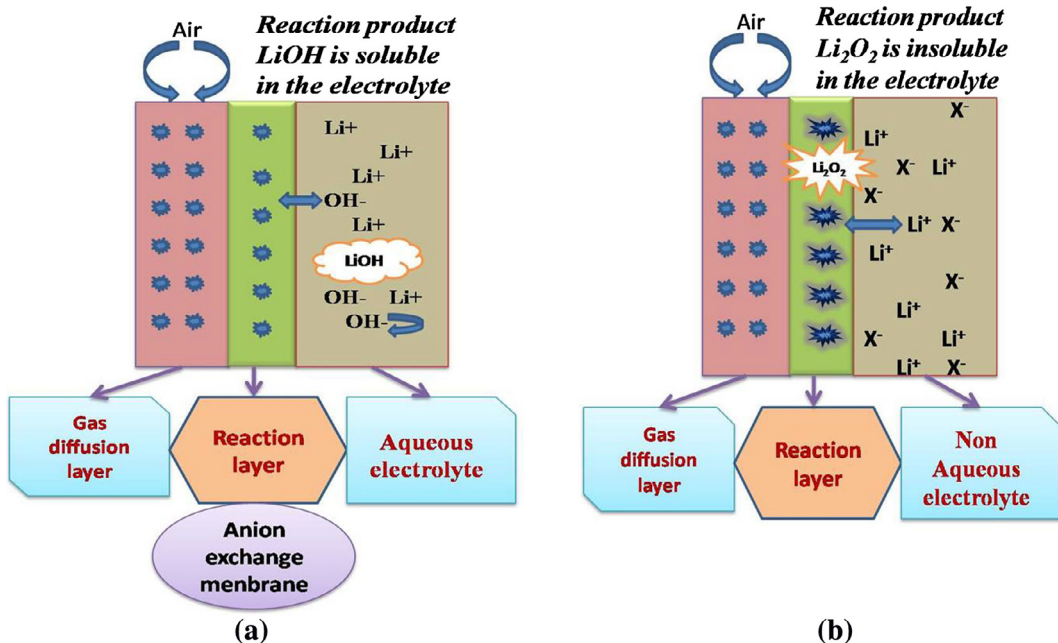 Air
Reaction product
LiOH is soluble
in the electrolyte
Li+
Li+
Li+
OH-
Li+
LiOH
OH- Li+
OH-
Gas
diffusion
layer
Reaction
layer
Aqueous
electrolyte
Anion
exchange
menbrane
(a)
Air
Reaction product
Li₂O₂ is insoluble
in the electrolyte
X⁻
Li⁺
Li₂O₂
X⁻ Li⁺
X⁻
Li⁺ X⁻
Li⁺
X⁻
Li⁺
X⁻ Li⁺
Li⁺ X⁻
Gas
diffusion
layer
Reaction
layer
Non
Aqueous
electrolyte
(b)